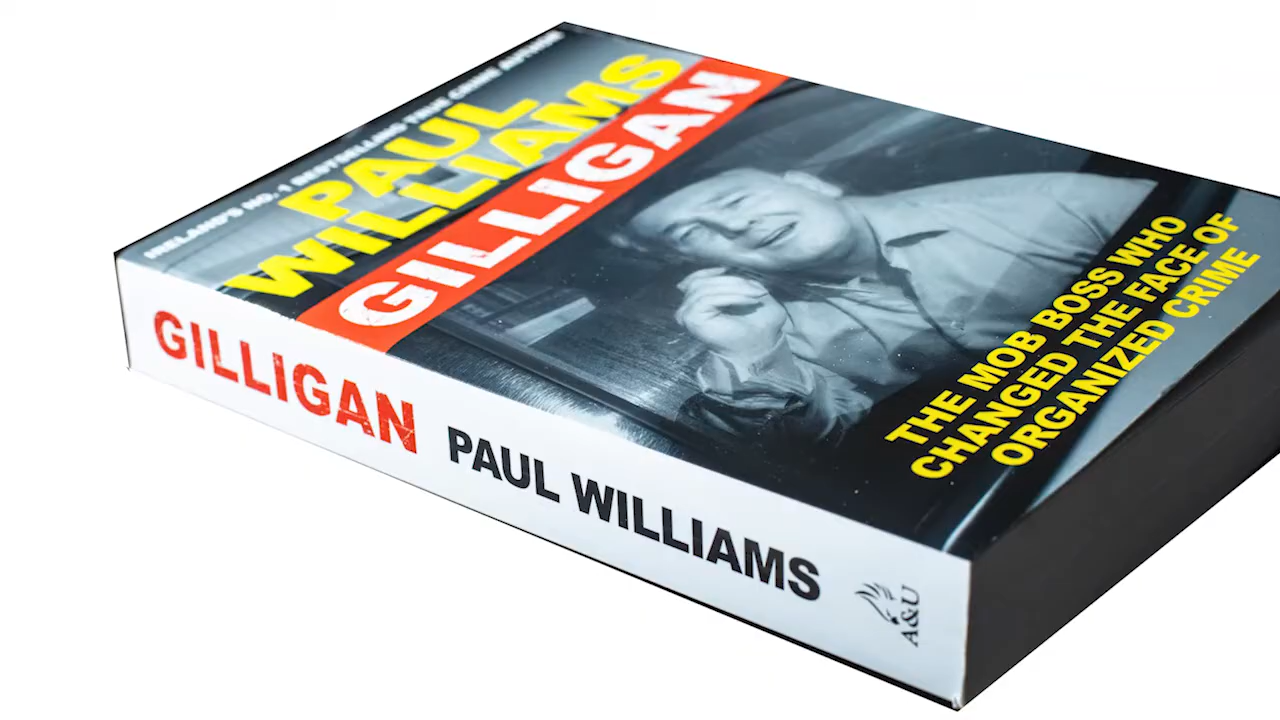 IRELAND'S NO. 1 BESTSELLING TRUE CRIME AUTHOR
PAUL
WILLIAMS
GILLIGAN
THE MOB BOSS WHO
CHANGED THE FACE OF
ORGANIZED CRIME
GILLIGAN PAUL WILLIAMS A&U